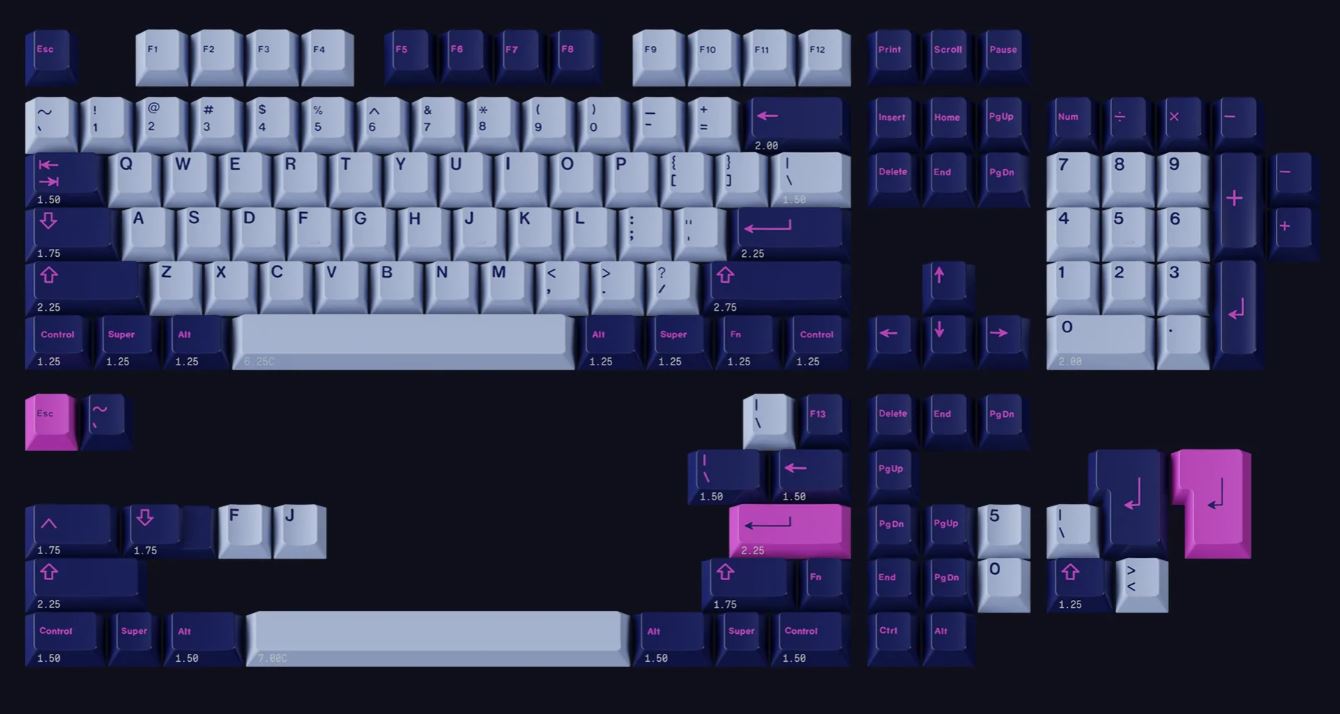 Esc F1 F2 F3 F4 F5 F6 F7 F8 F9 F10 F11 F12 Print Scroll Pause
~ ! @ # $ % ^ & * ( ) — + ←
` 1 2 3 4 5 6 7 8 9 0 - = 2.00 Insert Home PgUp Num ÷ × −
⇤ Q W E R T Y U I O P { } | Delete End PgDn 7 8 9 + −
⇥ [ ] \
1.50 1.50
⇩ A S D F G H J K L : " ↵ 4 5 6 +
; '
1.75 2.25
⇧ Z X C V B N M < > ? ⇧ ↑ 1 2 3 ↵
, . /
2.25 2.75
Control Super Alt Alt Super Fn Control ← ↓ → 0 .
1.25 1.25 1.25 6.25C 1.25 1.25 1.25 1.25 2.00
Esc ~ | F13 Delete End PgDn
` \
| ← PgUp ↵ ↵
\
1.50 1.50
^ ⇩ F J ↵ PgDn PgUp 5 |
\
1.75 1.75 2.25
⇧ ⇧ Fn End PgDn 0 ⇧ >
<
2.25 1.75 1.25
Control Super Alt Alt Super Control Ctrl Alt
1.50 1.50 7.00C 1.50 1.50